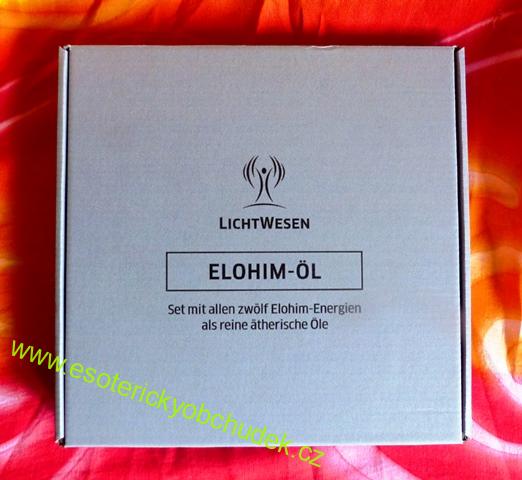 LICHTWESEN
ELOHIM-ÖL
Set mit allen zwölf Elohim-Energien
als reine ätherische Öle
www.esoterickyobchudek.cz